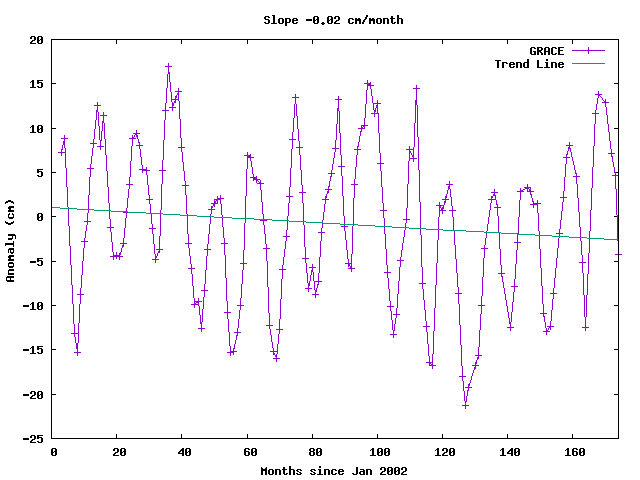 Slope -0.02 cm/month
GRACE
Trend Line
20
15
10
5
0
-5
-10
-15
-20
-25
Anomaly (cm)
0 20 40 60 80 100 120 140 160
Months since Jan 2002